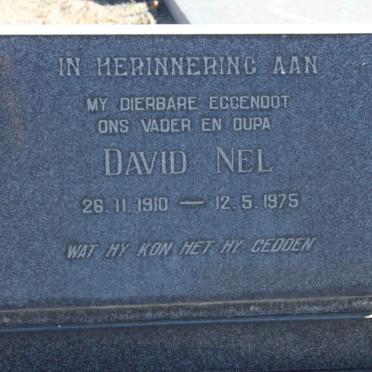 IN HERINNERING AAN
MY DIERBARE EGGENOOT
ONS VADER EN OUPA
DAVID NEL
26.11.1910 — 12.5.1975
WAT HY KON HET HY GEDOEN